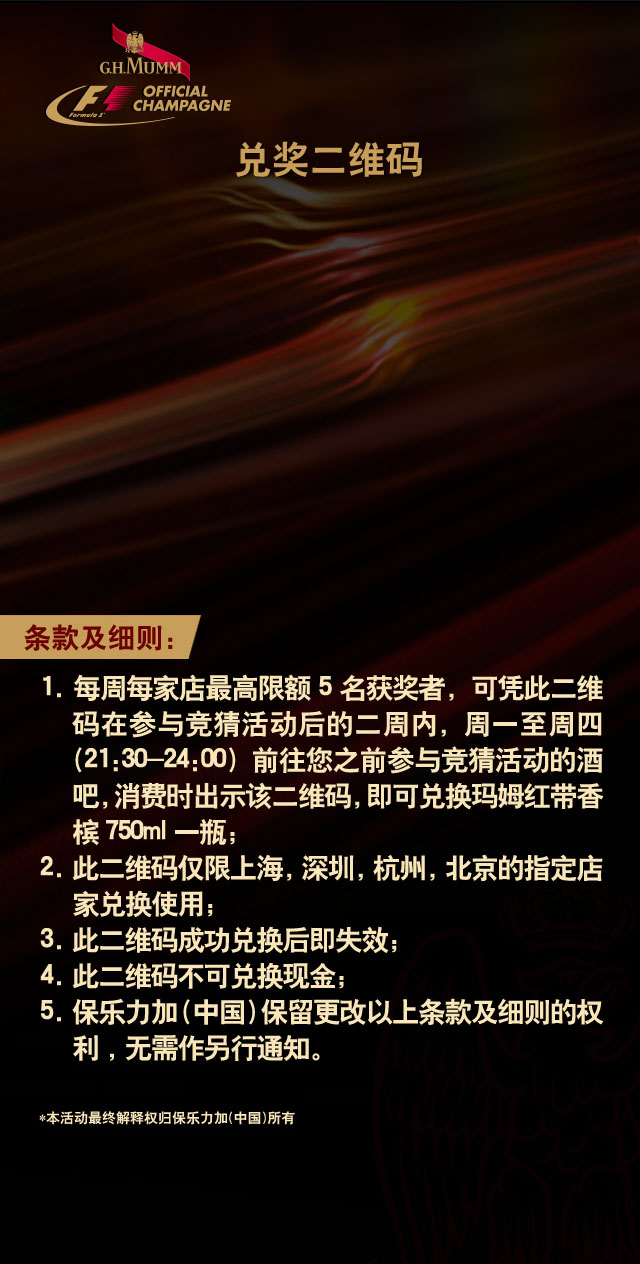 G.H.MUMM
F1
Formula 1
OFFICIAL
CHAMPAGNE
兑奖二维码
条款及细则：
1. 每周每家店最高限额 5 名获奖者，可凭此二维
码在参与竞猜活动后的二周内，周一至周四
(21:30-24:00) 前往您之前参与竞猜活动的酒
吧，消费时出示该二维码，即可兑换玛姆红带香
槟 750ml 一瓶；
2. 此二维码仅限上海，深圳，杭州，北京的指定店
家兑换使用；
3. 此二维码成功兑换后即失效；
4. 此二维码不可兑换现金；
5. 保乐力加(中国)保留更改以上条款及细则的权
利，无需作另行通知。
*本活动最终解释权归保乐力加(中国)所有